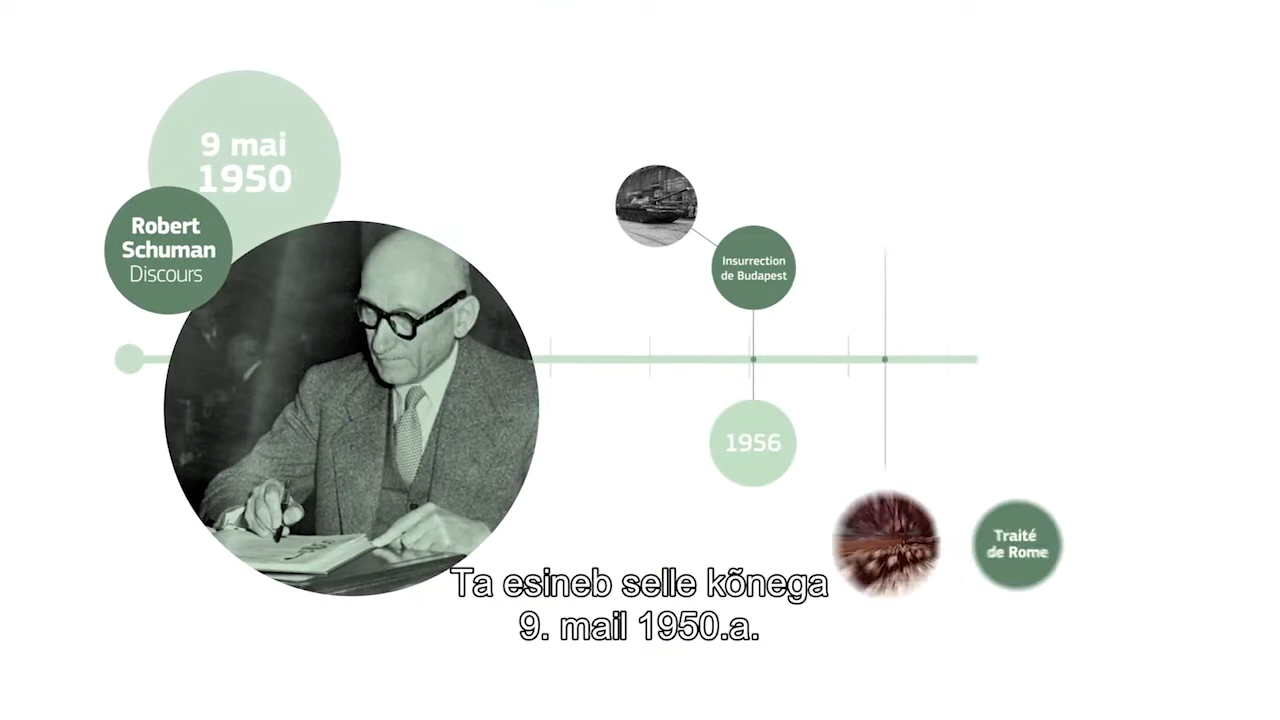 9 mai
1950
Robert
Schuman
Discours
Insurrection
de Budapest
1956
Traité
de Rome
Ta esineb selle kõnega
9. mail 1950.a.